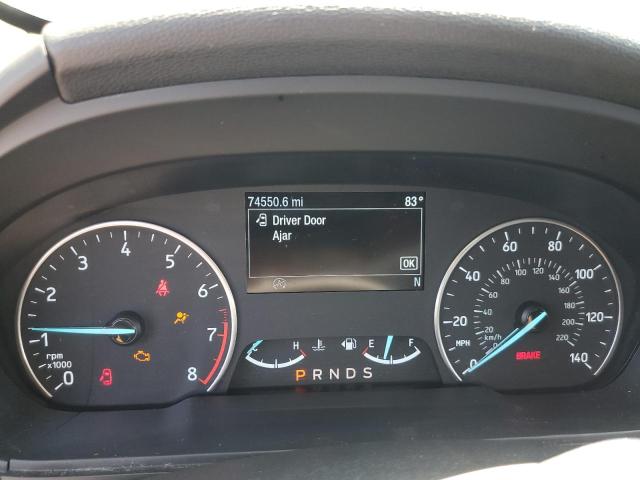 74550.6 mi 83°
Driver Door
Ajar
OK
N
0 1 2 3 4 5 6 7 8
rpm
x1000
C H E F
P R N D S
0 20 40 60 80 100 120 140
MPH
0 20 40 60 80 100 120 140 160 180 200 220
km/h
BRAKE